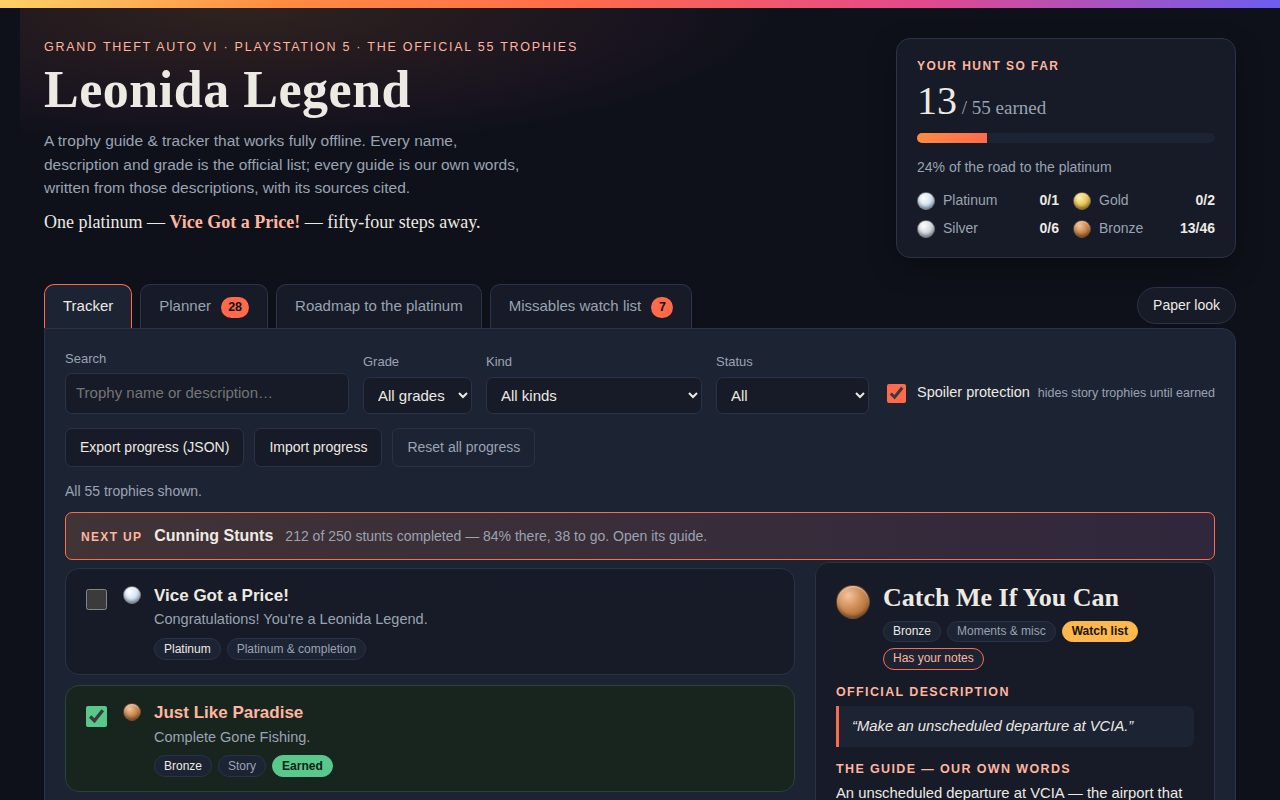 GRAND THEFT AUTO VI · PLAYSTATION 5 · THE OFFICIAL 55 TROPHIES
Leonida Legend
A trophy guide & tracker that works fully offline. Every name,
description and grade is the official list; every guide is our own words,
written from those descriptions, with its sources cited.
One platinum — Vice Got a Price! — fifty-four steps away.
YOUR HUNT SO FAR
13 / 55 earned
24% of the road to the platinum
Platinum 0/1 Gold 0/2
Silver 0/6 Bronze 13/46
Tracker Planner 28 Roadmap to the platinum Missables watch list 7 Paper look
Search Grade Kind Status
Trophy name or description… All grades All kinds All Spoiler protection hides story trophies until earned
Export progress (JSON) Import progress Reset all progress
All 55 trophies shown.
NEXT UP Cunning Stunts 212 of 250 stunts completed — 84% there, 38 to go. Open its guide.
Vice Got a Price!
Congratulations! You're a Leonida Legend.
Platinum Platinum & completion
Just Like Paradise
Complete Gone Fishing.
Bronze Story Earned
Catch Me If You Can
Bronze Moments & misc Watch list
Has your notes
OFFICIAL DESCRIPTION
“Make an unscheduled departure at VCIA.”
THE GUIDE — OUR OWN WORDS
An unscheduled departure at VCIA — the airport that